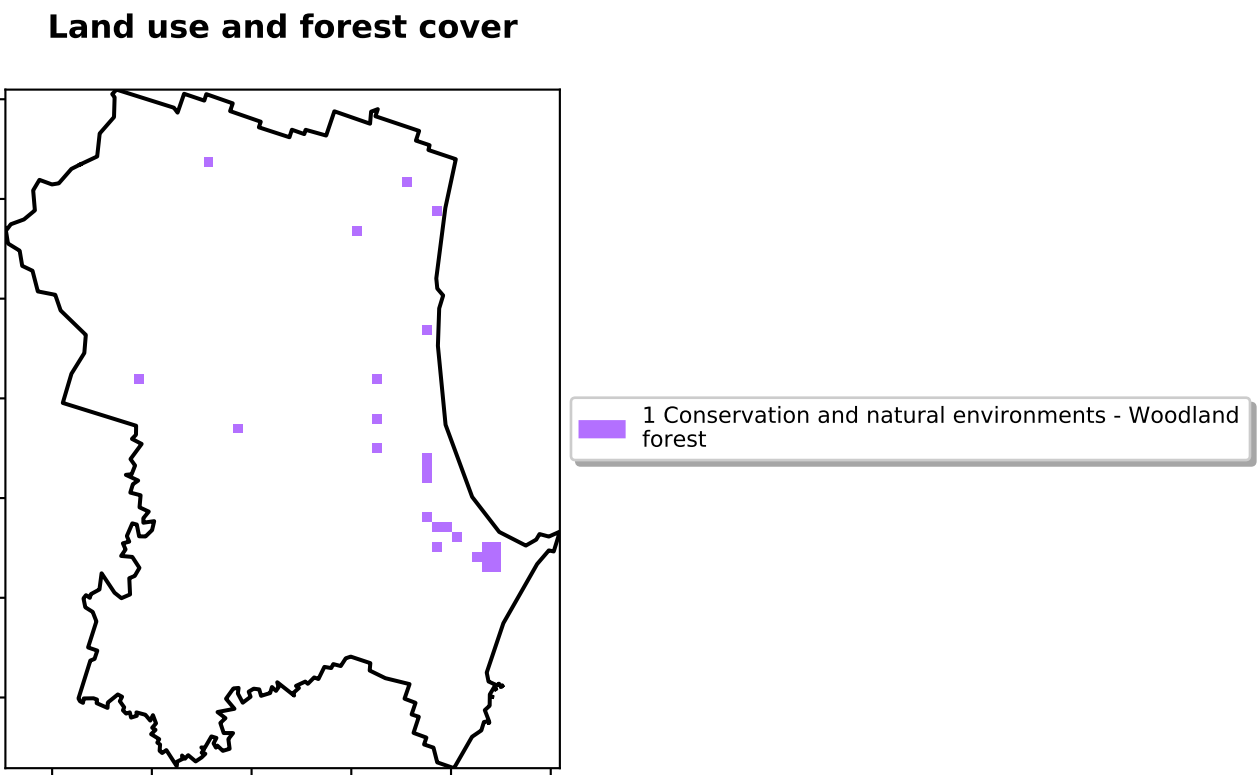 Land use and forest cover
1 Conservation and natural environments - Woodland
forest